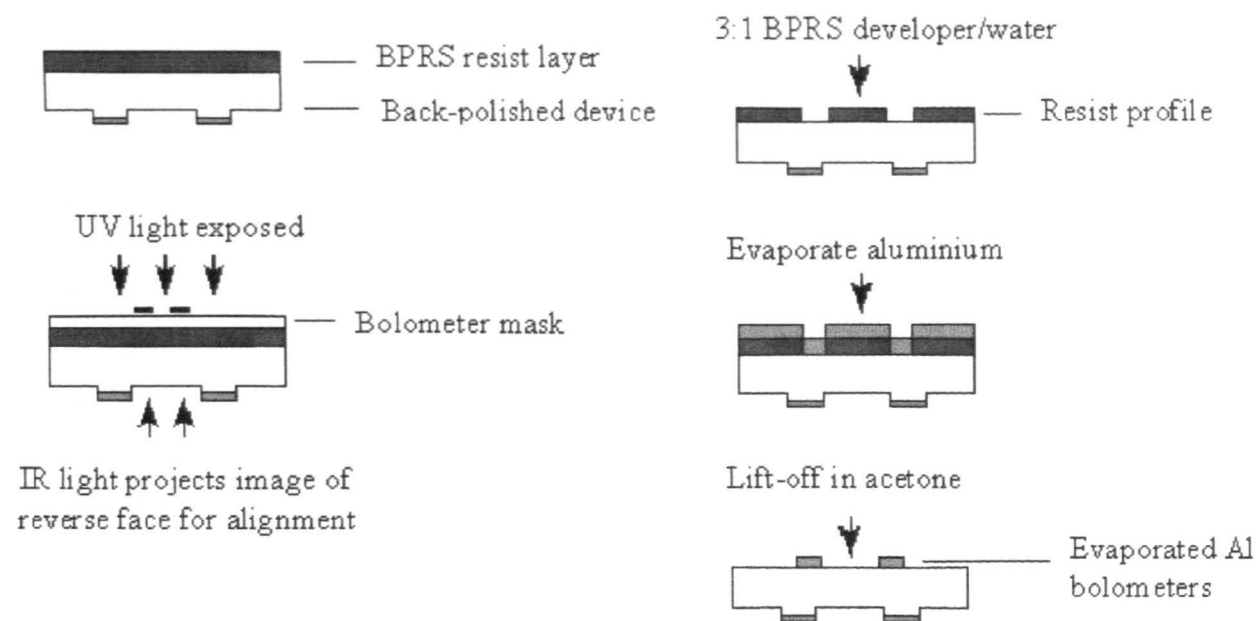 BPRS resist layer
Back-polished device
UV light exposed
Bolometer mask
IR light projects image of
reverse face for alignment
3:1 BPRS developer/water
Resist profile
Evaporate aluminium
Lift-off in acetone
Evaporated Al
bolometers